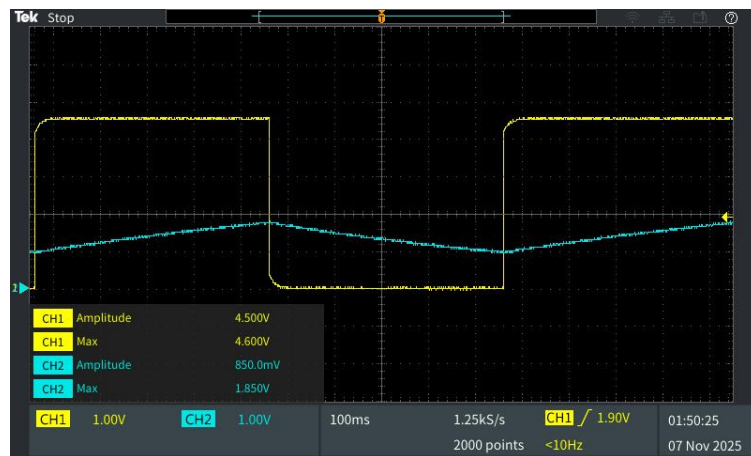 Tek Stop
T
2
CH1 Amplitude 4.500V
CH1 Max 4.600V
CH2 Amplitude 850.0mV
CH2 Max 1.850V
CH1 1.00V CH2 1.00V 100ms 1.25kS/s CH1 1.90V 01:50:25
2000 points <10Hz 07 Nov 2025